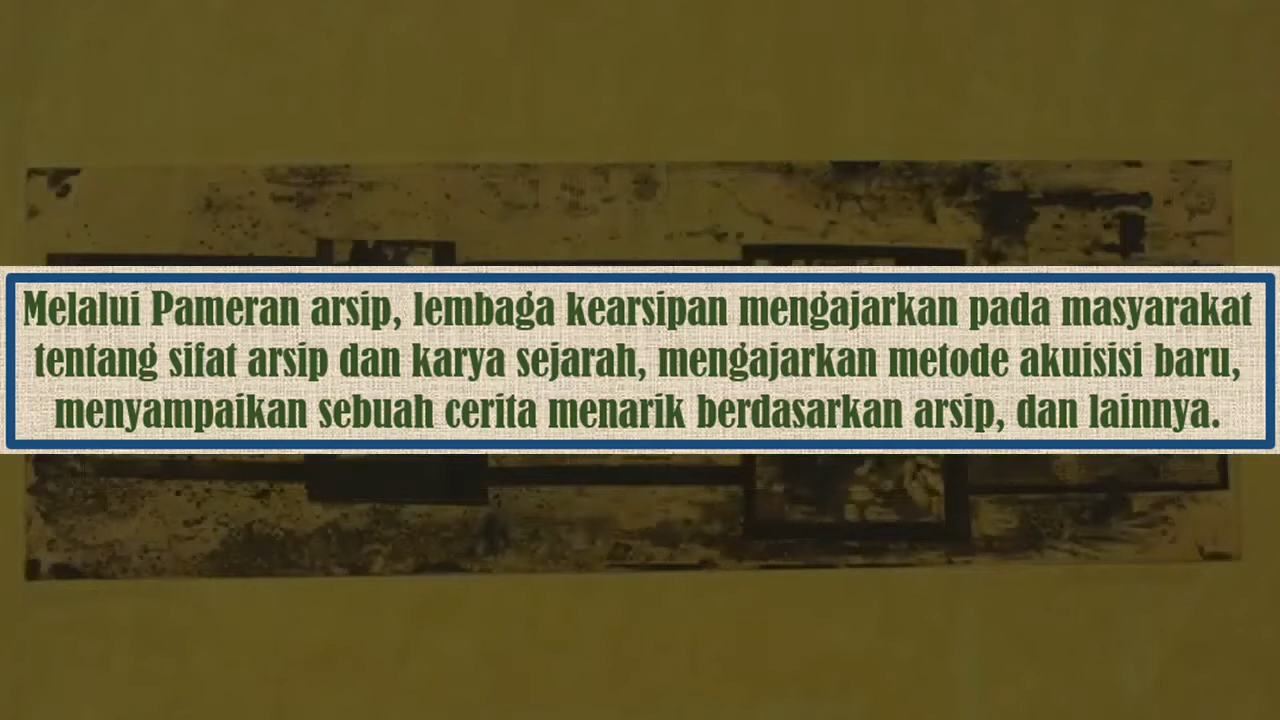 Melalui Pameran arsip, lembaga kearsipan mengajarkan pada masyarakat
tentang sifat arsip dan karya sejarah, mengajarkan metode akuisisi baru,
menyampaikan sebuah cerita menarik berdasarkan arsip, dan lainnya.